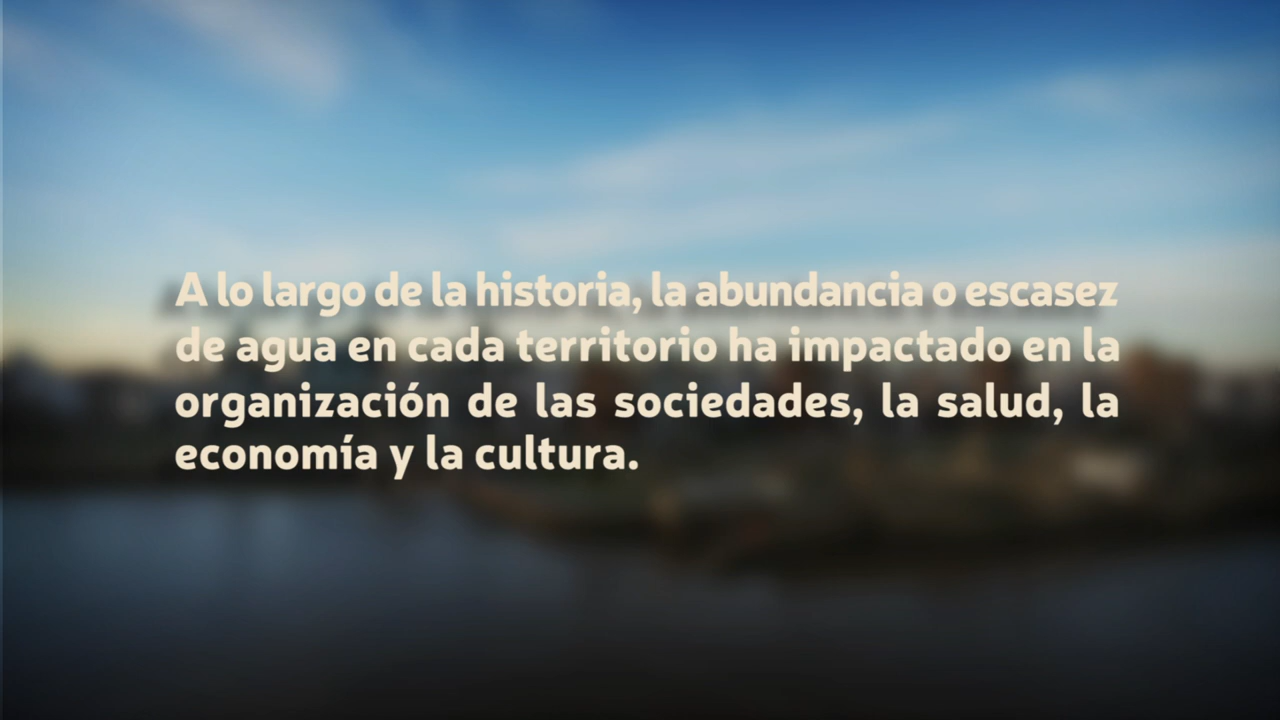 A lo largo de la historia, la abundancia o escasez
de agua en cada territorio ha impactado en la
organización de las sociedades, la salud, la
economía y la cultura.